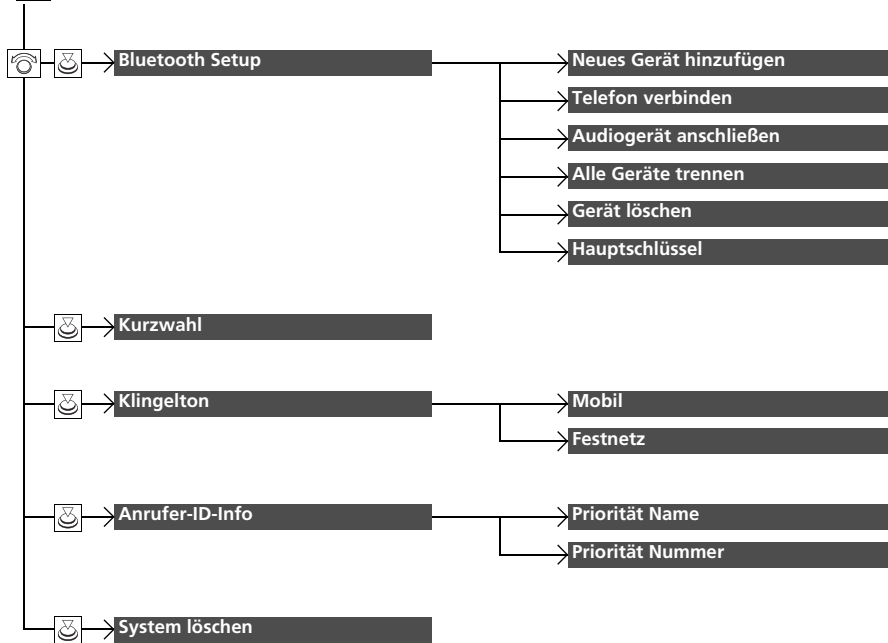 Bluetooth Setup
Neues Gerät hinzufügen
Telefon verbinden
Audiogerät anschließen
Alle Geräte trennen
Gerät löschen
Hauptschlüssel
Kurzwahl
Klingelton
Mobil
Festnetz
Anrufer-ID-Info
Priorität Name
Priorität Nummer
System löschen